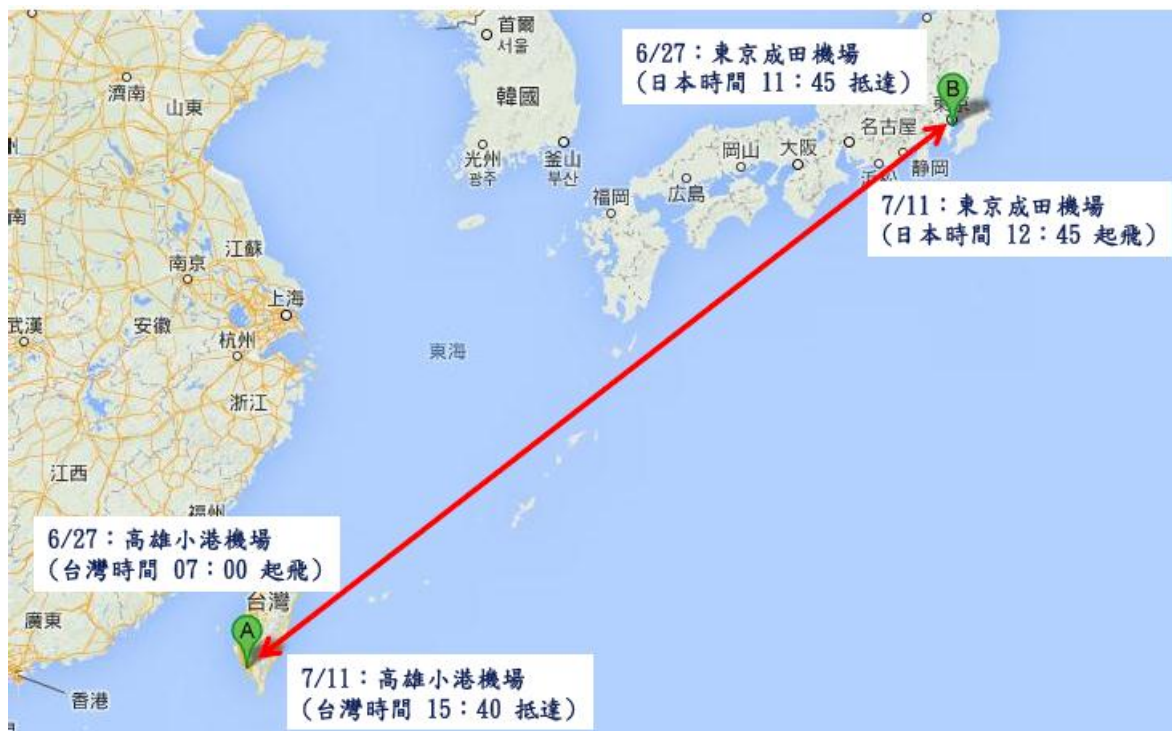 首爾
서울
6/27：東京成田機場
(日本時間 11：45 抵達)
濟南
山東
韓國
B
名古屋
光州
광주
釜山
부산
岡山
大阪
静岡
広島
福岡
7/11：東京成田機場
(日本時間 12：45 起飛)
江蘇
南京
上海
武漢
安徽
杭州
東海
浙江
江西
福州
6/27：高雄小港機場
(台灣時間 07：00 起飛)
台灣
廣東
A
7/11：高雄小港機場
(台灣時間 15：40 抵達)
香港